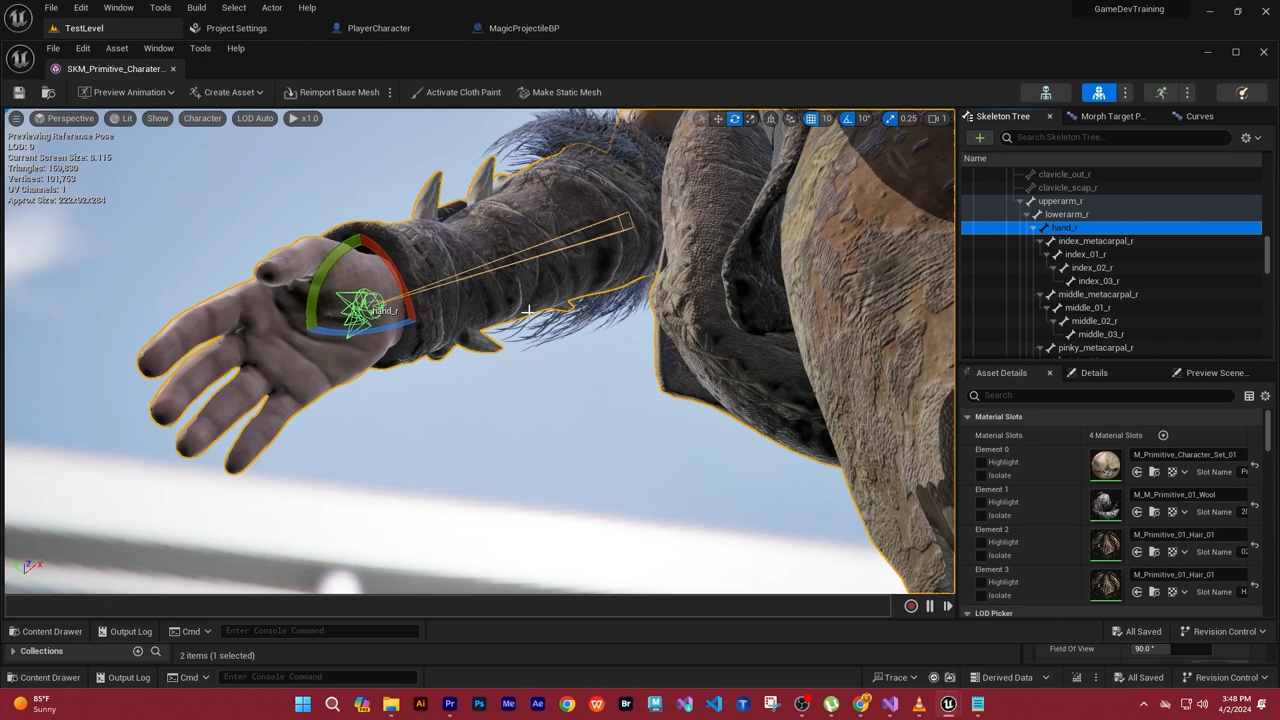 File Edit Window Tools Build Select Actor Help
GameDevTraining
TestLevel
Project Settings
PlayerCharacter
MagicProjectileBP
File Edit Asset Window Tools Help
SKM_Primitive_Charater...
Preview Animation
Create Asset
Reimport Base Mesh
Activate Cloth Paint
Make Static Mesh
Perspective
Lit
Show
Character
LOD Auto
x1.0
10
10°
0.25
1
Previewing Reference Pose
LOD: 0
Current Screen Size: 8.115
Triangles: 159,830
Vertices: 101,753
UV Channels: 1
Approx Size: 222x92x284
hand_r
Z X
Skeleton Tree
Morph Target P...
Curves
Search Skeleton Tree...
Name
clavicle_out_r
clavicle_scap_r
upperarm_r
lowerarm_r
hand_r
index_metacarpal_r
index_01_r
index_02_r
index_03_r
middle_metacarpal_r
middle_01_r
middle_02_r
middle_03_r
pinky_metacarpal_r
Asset Details
Details
Preview Scene...
Search
Material Slots
Material Slots 4 Material Slots
Element 0
Highlight
Isolate
M_Primitive_Character_Set_01
Slot Name
Element 1
Highlight
Isolate
M_M_Primitive_01_Wool
Slot Name 20
Element 2
Highlight
Isolate
M_Primitive_01_Hair_01
Slot Name 02
Element 3
Highlight
Isolate
M_Primitive_01_Hair_01
Slot Name H
LOD Picker
Content Drawer
Output Log
Cmd
Enter Console Command
All Saved
Revision Control
Collections
2 items (1 selected)
Field Of View 90.0°
Content Drawer
Output Log
Cmd
Enter Console Command
Trace
Derived Data
All Saved
Revision Control
85°F
Sunny
3:48 PM
4/2/2024